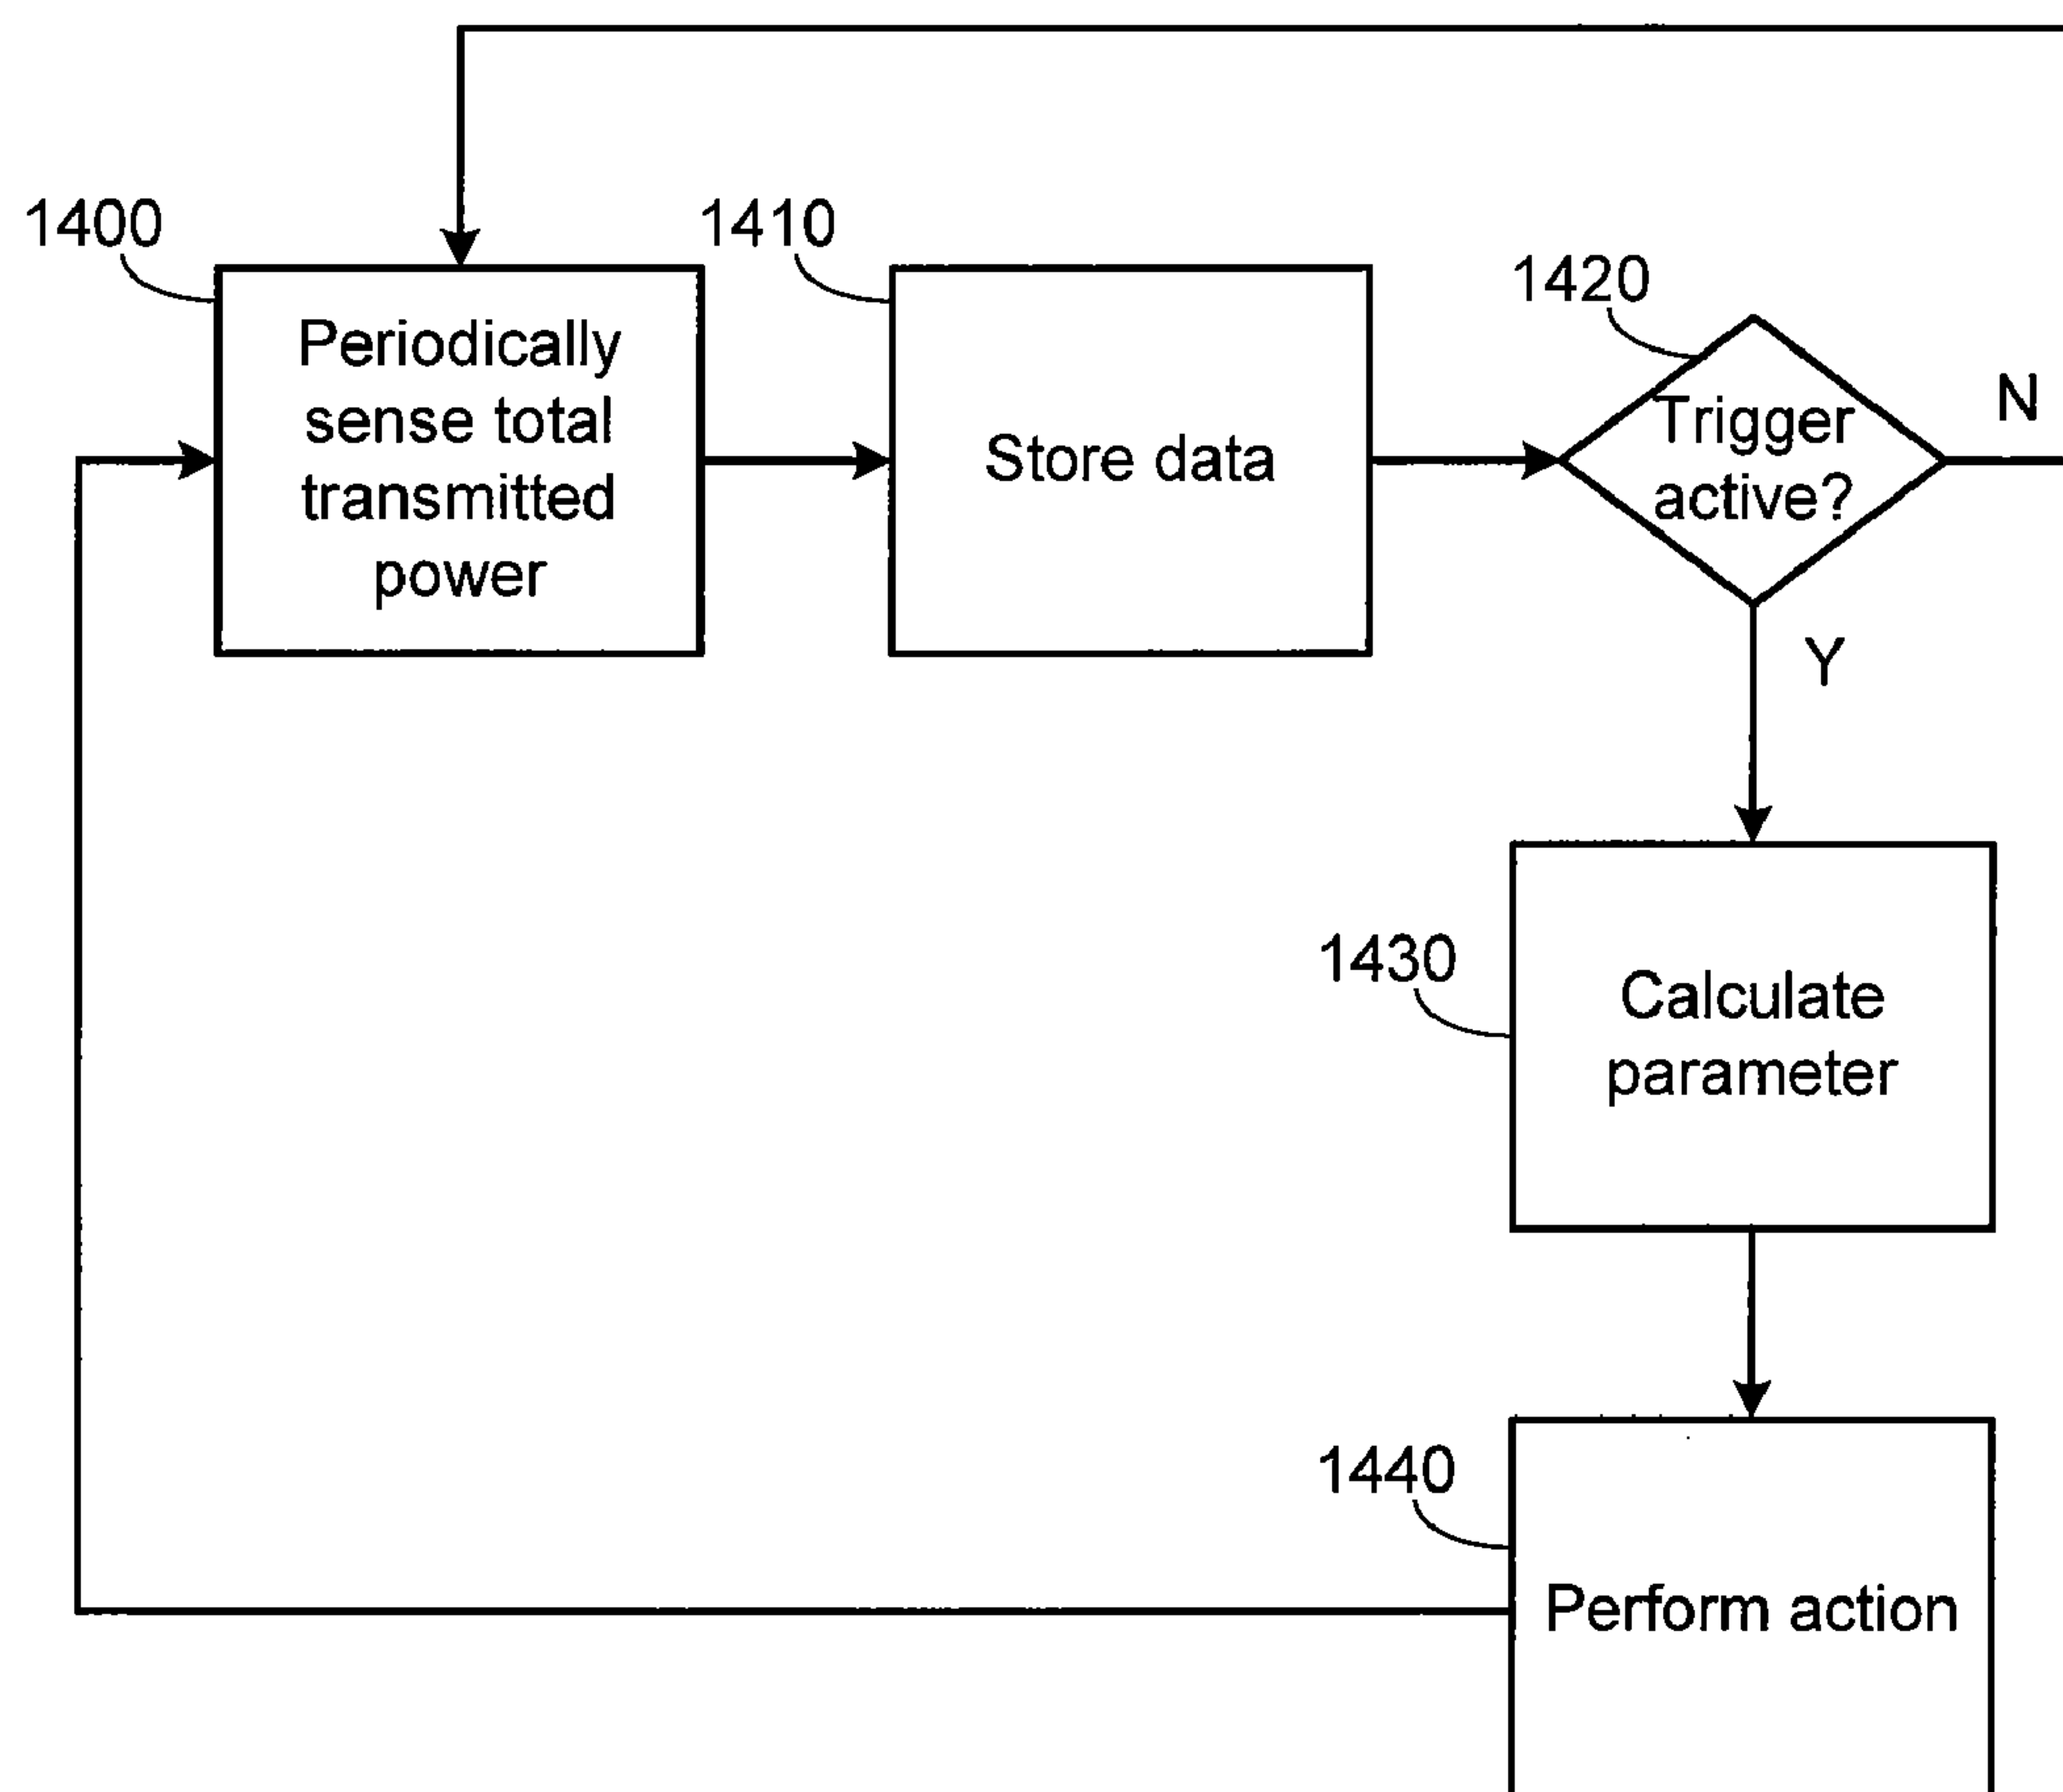 1400
Periodically
sense total
transmitted
power
1410
Store data
1420
Trigger
active?
N
Y
1430
Calculate
parameter
1440
Perform action